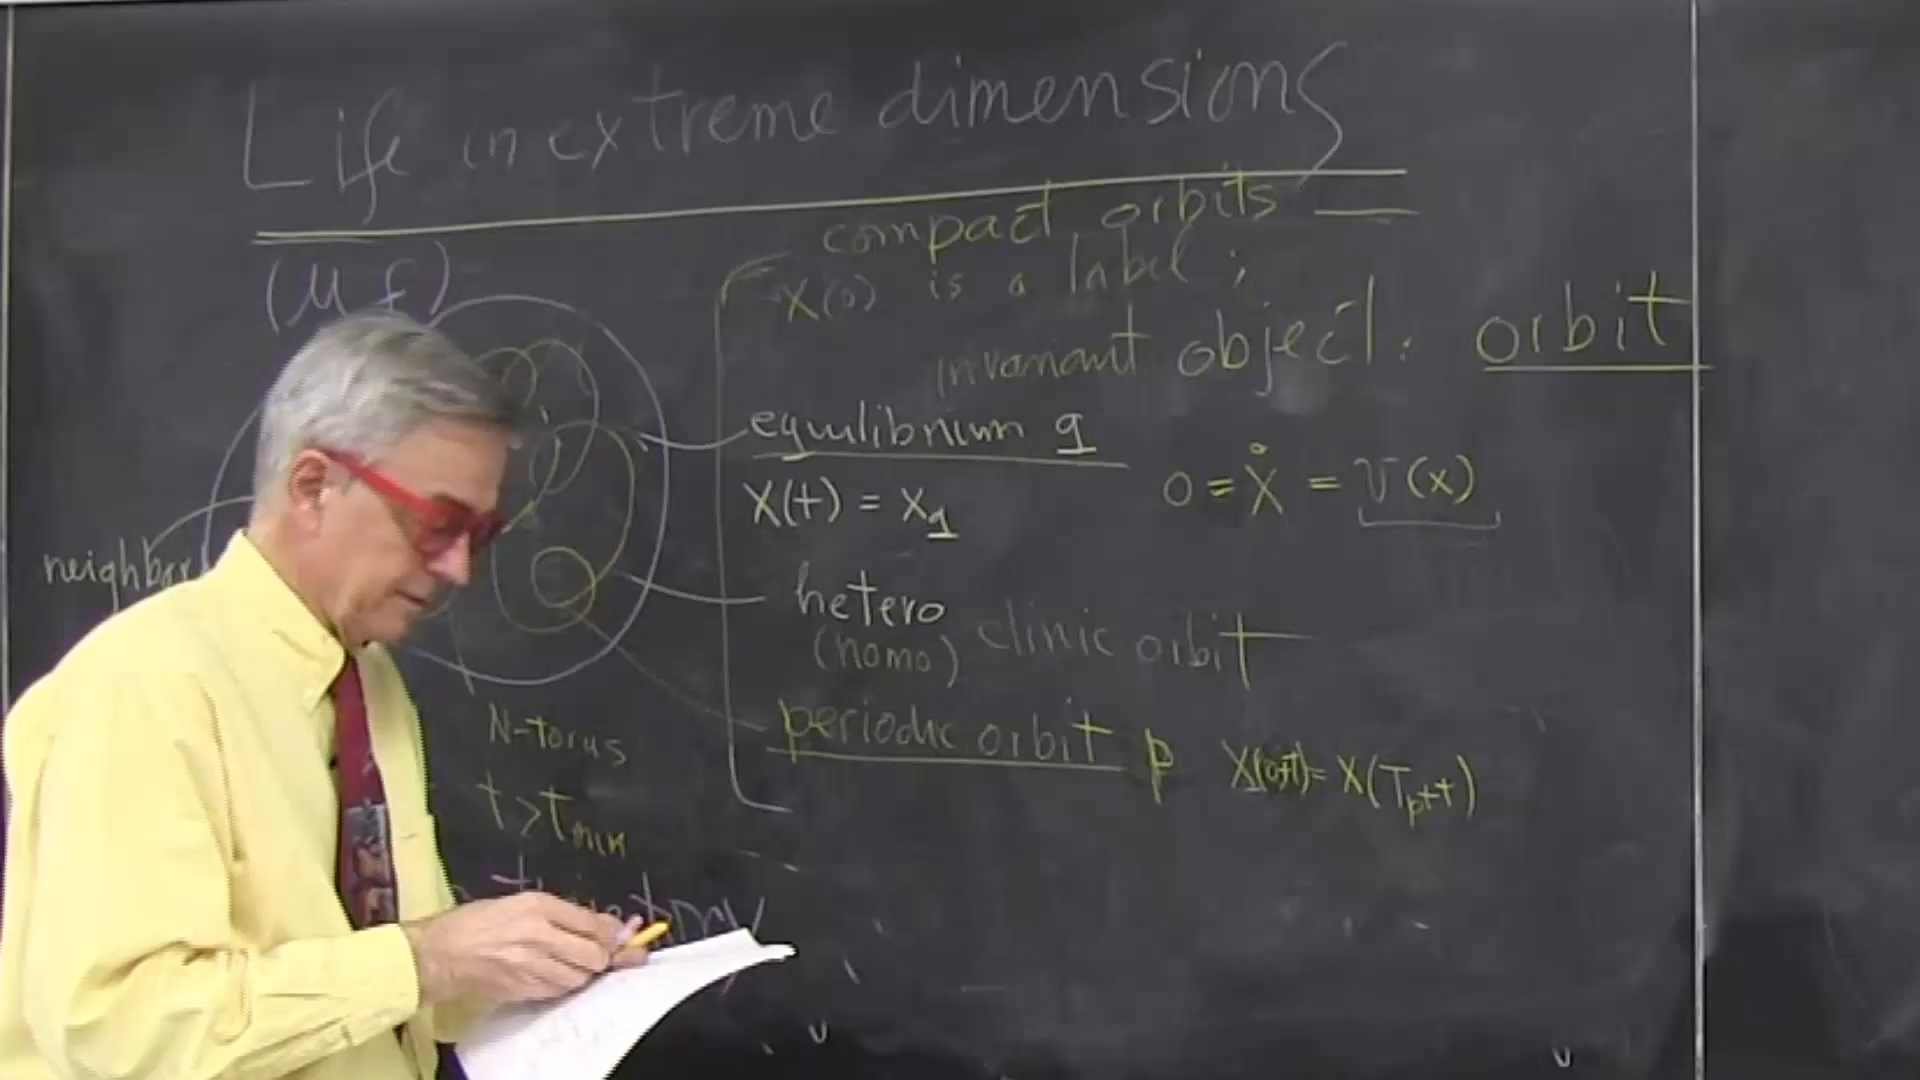 Life in extreme dimensions
compact orbits
(M f)
x(0) is a label;
invariant object: orbit
equilibrium q
0 = ẋ = v(x)
x(t) = x_q
neighbor
hetero
(homo) clinic orbit
periodic orbit p
x(0+t) = x(T_p+t)
N-torus
t > t_min